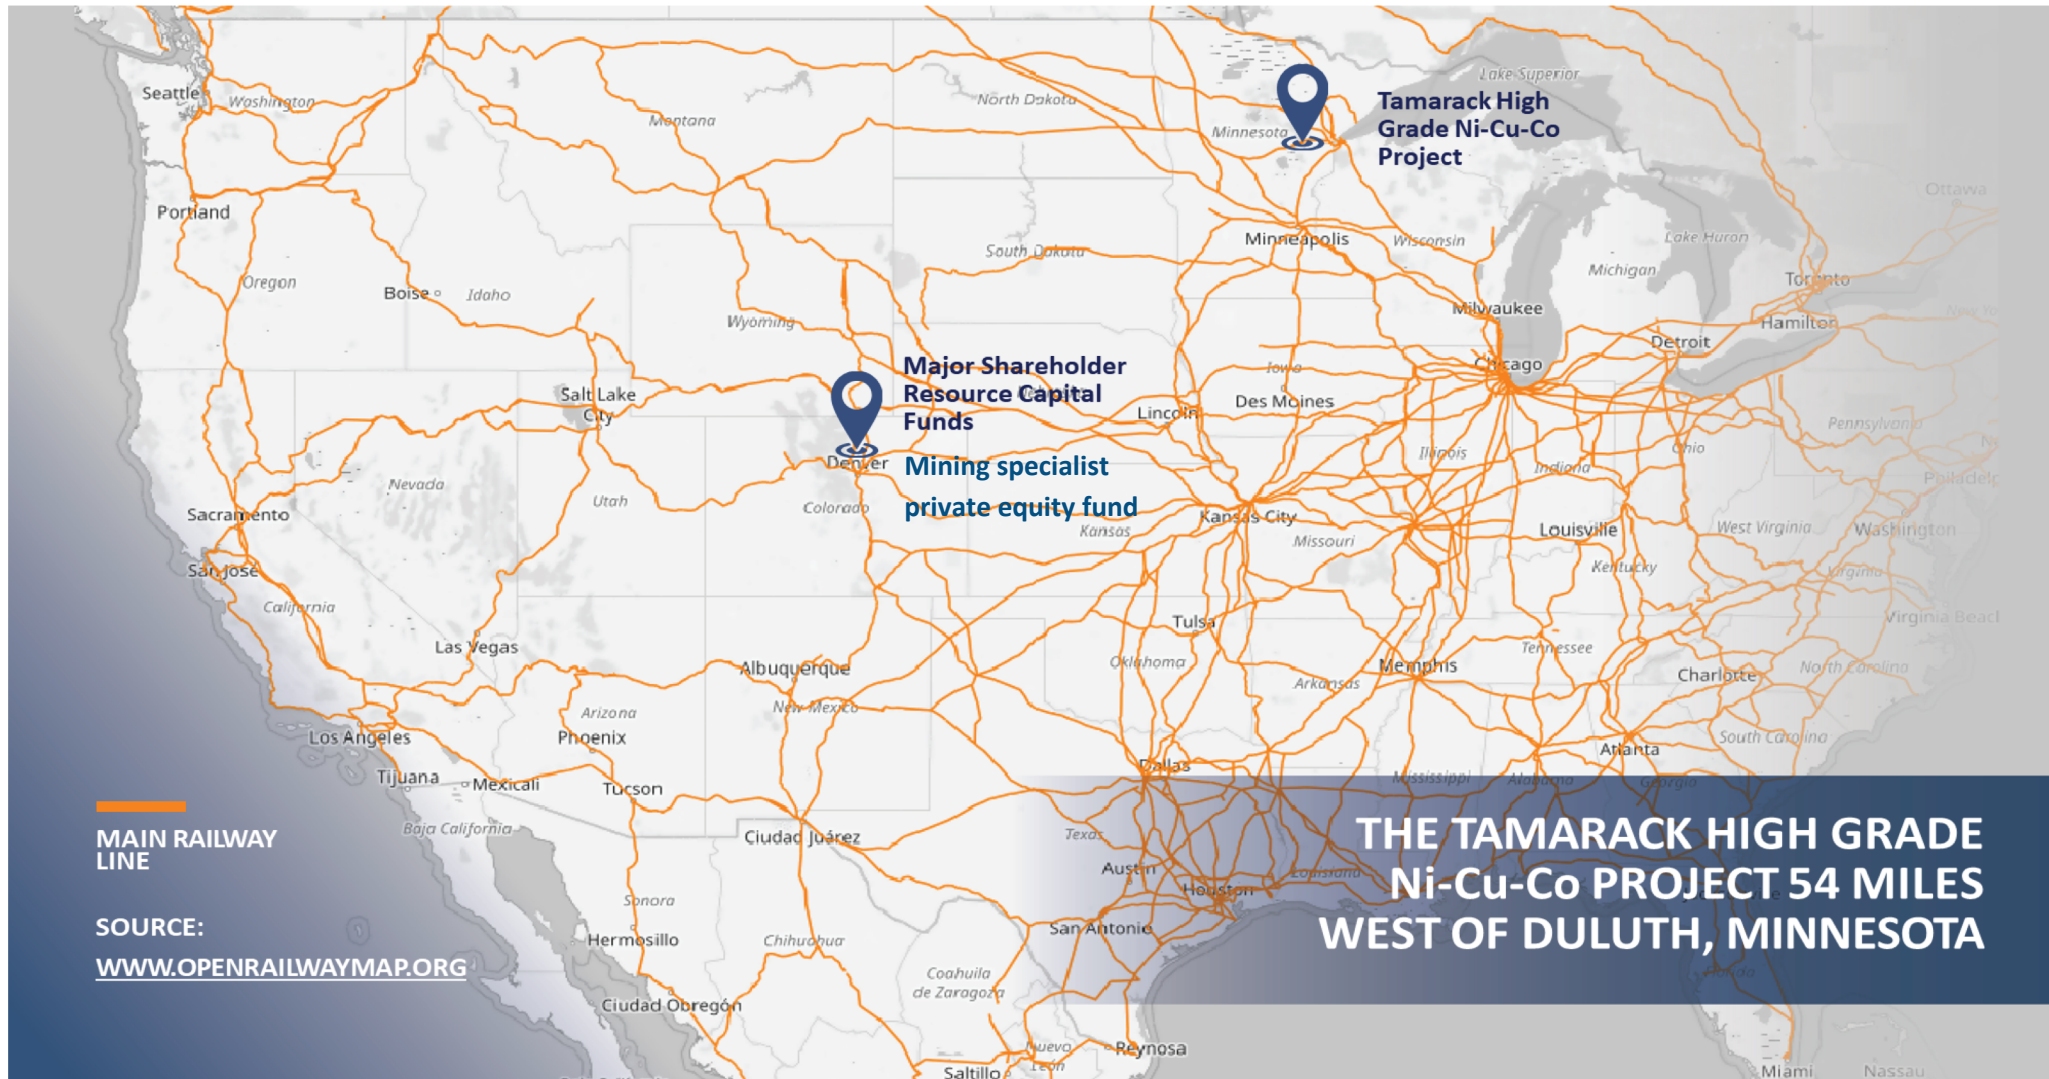 Lake Superior
Seattle
Washington
Montana
North Dakota
Minnesota
Tamarack High
Grade Ni-Cu-Co
Project
Ottawa
Portland
Minneapolis
Wisconsin
Lake Huron
South Dakota
Michigan
Toronto
Oregon
Boise
Idaho
Wyoming
Milwaukee
Hamilton
New Yo
Detroit
Chicago
Iowa
Major Shareholder
Resource Capital
Funds
Salt Lake
City
Lincoln
Des Moines
Pennsylvania
Illinois
Indiana
Ohio
Denver
Mining specialist
private equity fund
Nevada
Utah
Colorado
Philadelp
Sacramento
Kansas City
Kansas
Missouri
Louisville
West Virginia
Washington
San José
Kentucky
Virginia
California
Tulsa
Virginia Beach
Las Vegas
Albuquerque
Oklahoma
Memphis
Tennessee
Charlotte
North Carolina
Arkansas
New Mexico
Arizona
Phoenix
Los Angeles
Atlanta
South Carolina
Dallas
Tijuana
Mexicali
Tucson
Mississippi
Alabama
Georgia
Baja California
Ciudad Juárez
Texas
MAIN RAILWAY
LINE
THE TAMARACK HIGH GRADE
Ni-Cu-Co PROJECT 54 MILES
WEST OF DULUTH, MINNESOTA
Austin
Houston
Louisiana
Sonora
SOURCE:
WWW.OPENRAILWAYMAP.ORG
San Antonio
Hermosillo
Chihuahua
Coahuila
de Zaragoza
Florida
Ciudad Obregón
Nuevo
León
Reynosa
Saltillo
Miami
Nassau